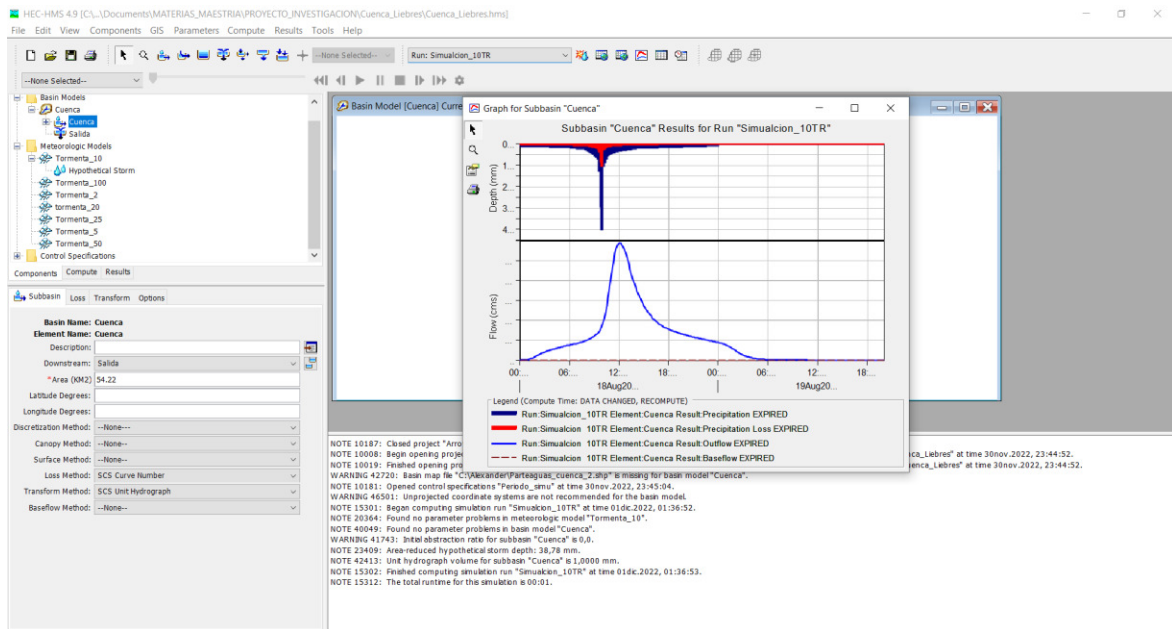 HEC-HMS 4.9 [C:\...\Documents\MATERIAS_MAESTRIA\PROYECTO_INVESTIGACION\Cuenca_Liebres\Cuenca_Liebres.hms]
File Edit View Components GIS Parameters Compute Results Tools Help
--None Selected-- Run: Simualcion_10TR
--None Selected--
Basin Models
Cuenca
Cuenca
Salida
Meteorologic Models
Tormenta_10
Hypothetical Storm
Tormenta_100
Tormenta_2
tormenta_20
Tormenta_25
Tormenta_5
Tormenta_50
Control Specifications
Components Compute Results
Subbasin Loss Transform Options
Basin Name: Cuenca
Element Name: Cuenca
Description:
Downstream: Salida
*Area (KM2) 54.22
Latitude Degrees:
Longitude Degrees:
Discretization Method: --None--
Canopy Method: --None--
Surface Method: --None--
Loss Method: SCS Curve Number
Transform Method: SCS Unit Hydrograph
Baseflow Method: --None--
Basin Model [Cuenca] Curre
Graph for Subbasin "Cuenca"
Subbasin "Cuenca" Results for Run "Simualcion_10TR"
Depth (mm)
0...
1...
2...
3...
4...
Flow (cms)
...
...
...
...
...
...
...
00:... 06:... 12:... 18:... 00:... 06:... 12:... 18:...
18Aug20... 19Aug20...
Legend (Compute Time: DATA CHANGED, RECOMPUTE)
Run:Simualcion_10TR Element:Cuenca Result:Precipitation EXPIRED
Run:Simualcion 10TR Element:Cuenca Result:Precipitation Loss EXPIRED
Run:Simualcion 10TR Element:Cuenca Result:Outflow EXPIRED
Run:Simualcion 10TR Element:Cuenca Result:Baseflow EXPIRED
NOTE 10187: Closed project "Arro
NOTE 10008: Begin opening proje ca_Liebres" at time 30nov.2022, 23:44:52.
NOTE 10019: Finished opening pro enca_Liebres" at time 30nov.2022, 23:44:52.
WARNING 42720: Basin map file "C:\Alexander\Parteaguas_cuenca_2.shp" is missing for basin model "Cuenca".
NOTE 10181: Opened control specifications "Periodo_simu" at time 30nov.2022, 23:45:04.
WARNING 46501: Unprojected coordinate systems are not recommended for the basin model.
NOTE 15301: Began computing simulation run "Simualcion_10TR" at time 01dic.2022, 01:36:52.
NOTE 20364: Found no parameter problems in meteorologic model "Tormenta_10".
NOTE 40049: Found no parameter problems in basin model "Cuenca".
WARNING 41743: Initial abstraction ratio for subbasin "Cuenca" is 0,0.
NOTE 23409: Area-reduced hypothetical storm depth: 38,78 mm.
NOTE 42413: Unit hydrograph volume for subbasin "Cuenca" is 1,0000 mm.
NOTE 15302: Finished computing simulation run "Simualcion_10TR" at time 01dic.2022, 01:36:53.
NOTE 15312: The total runtime for this simulation is 00:01.